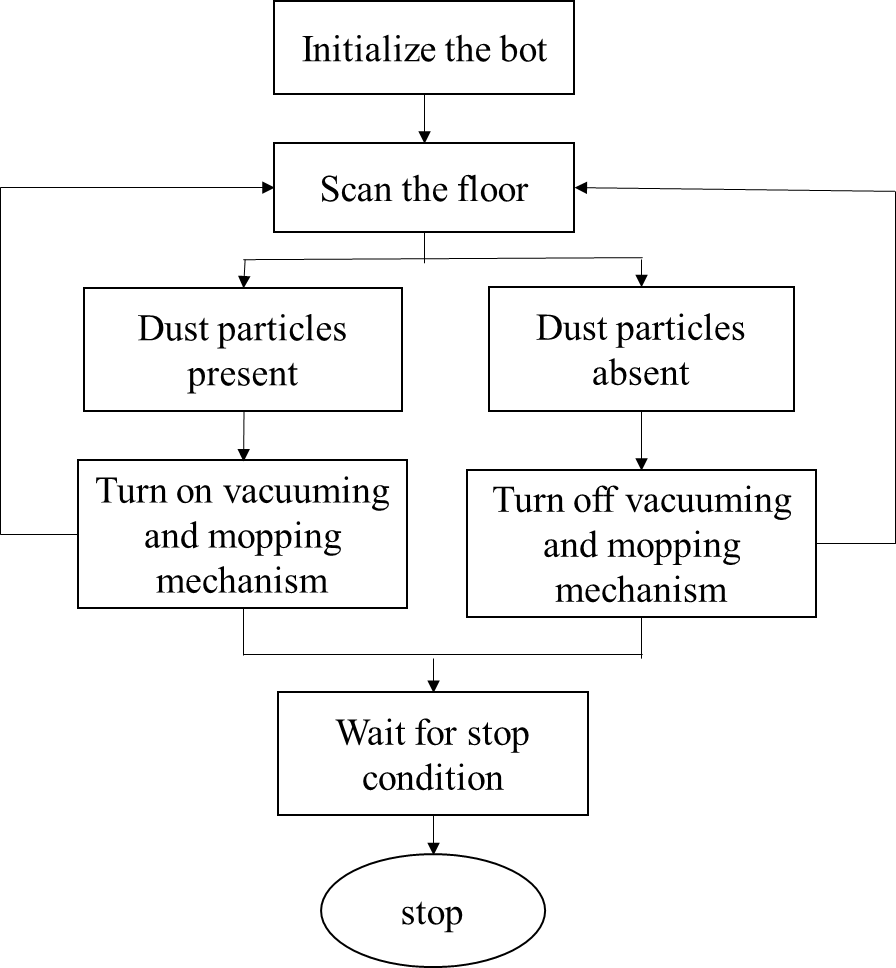 Initialize the bot
Scan the floor
Dust particles
present
Dust particles
absent
Turn on vacuuming
and mopping
mechanism
Turn off vacuuming
and mopping
mechanism
Wait for stop
condition
stop